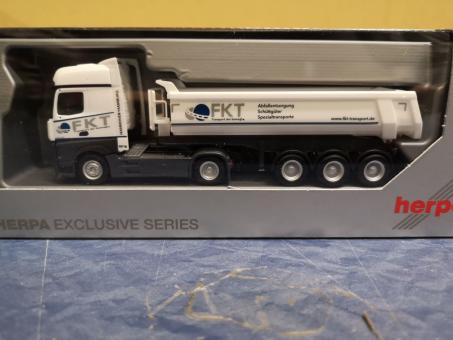 FKT
FKT
Abfallentsorgung
Schüttgüter
Spezialtransporte
www.fkt-transport.de
HERPA EXCLUSIVE SERIES
herpa